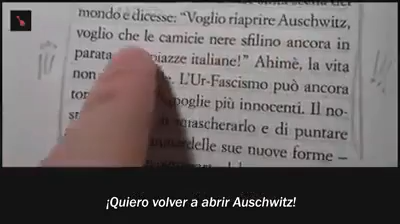 mondo e dicesse: "Voglio riaprire Auschwitz,
voglio che le camicie nere sfilino ancora in
parata piazze italiane!" Ahimè, la vita
non L'Ur-Fascismo può ancora
spoglie più innocenti. Il no-
smascherarlo e di puntare
delle sue nuove forme –
¡Quiero volver a abrir Auschwitz!